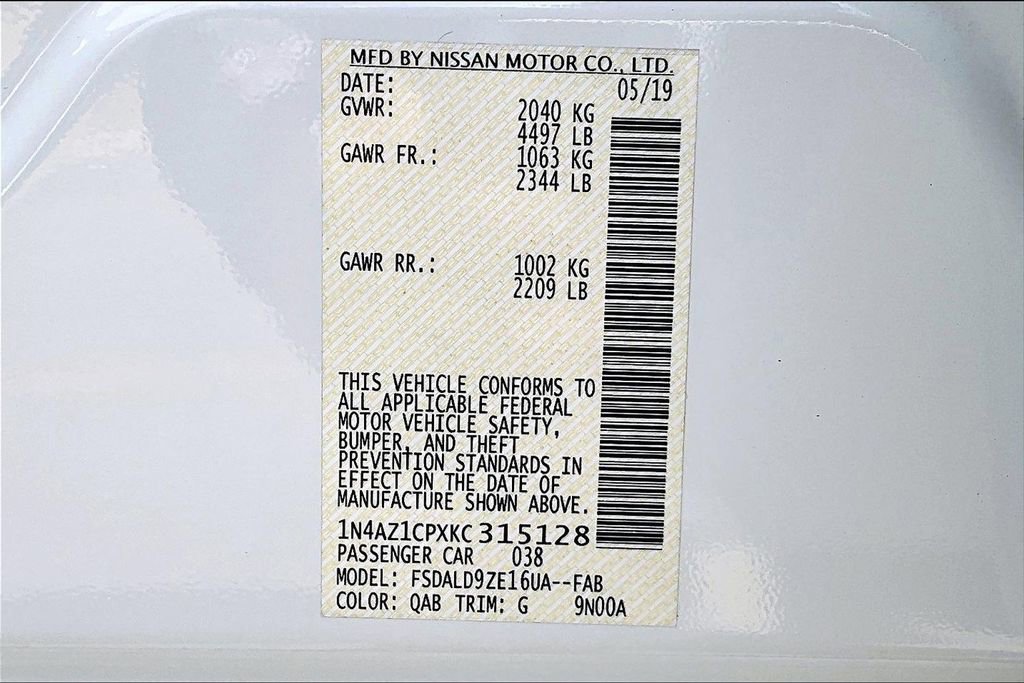 MFD BY NISSAN MOTOR CO., LTD.
DATE: 05/19
GVWR: 2040 KG
4497 LB
GAWR FR.: 1063 KG
2344 LB
GAWR RR.: 1002 KG
2209 LB
THIS VEHICLE CONFORMS TO
ALL APPLICABLE FEDERAL
MOTOR VEHICLE SAFETY,
BUMPER, AND THEFT
PREVENTION STANDARDS IN
EFFECT ON THE DATE OF
MANUFACTURE SHOWN ABOVE.
1N4AZ1CPXKC315128
PASSENGER CAR 038
MODEL: FSDALD9ZE16UA--FAB
COLOR: QAB TRIM: G 9N00A